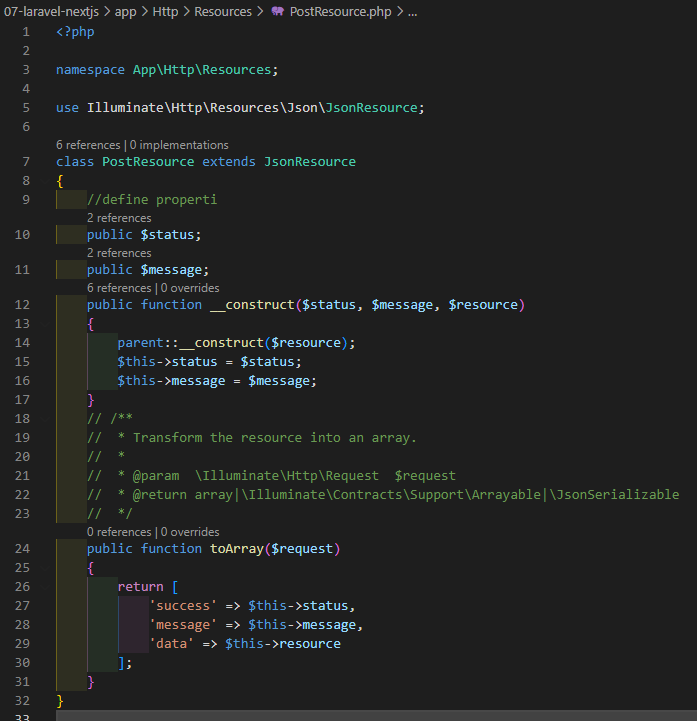 07-laravel-nextjs > app > Http > Resources > PostResource.php > ...
1 <?php
2
3 namespace App\Http\Resources;
4
5 use Illuminate\Http\Resources\Json\JsonResource;
6
6 references | 0 implementations
7 class PostResource extends JsonResource
8 {
9     //define properti
2 references
10     public $status;
2 references
11     public $message;
6 references | 0 overrides
12     public function __construct($status, $message, $resource)
13     {
14         parent::__construct($resource);
15         $this->status = $status;
16         $this->message = $message;
17     }
18     // /**
19     //  * Transform the resource into an array.
20     //  *
21     //  * @param  \Illuminate\Http\Request  $request
22     //  * @return array|\Illuminate\Contracts\Support\Arrayable|\JsonSerializable
23     //  */
0 references | 0 overrides
24     public function toArray($request)
25     {
26         return [
27             'success' => $this->status,
28             'message' => $this->message,
29             'data' => $this->resource
30         ];
31     }
32 }
33